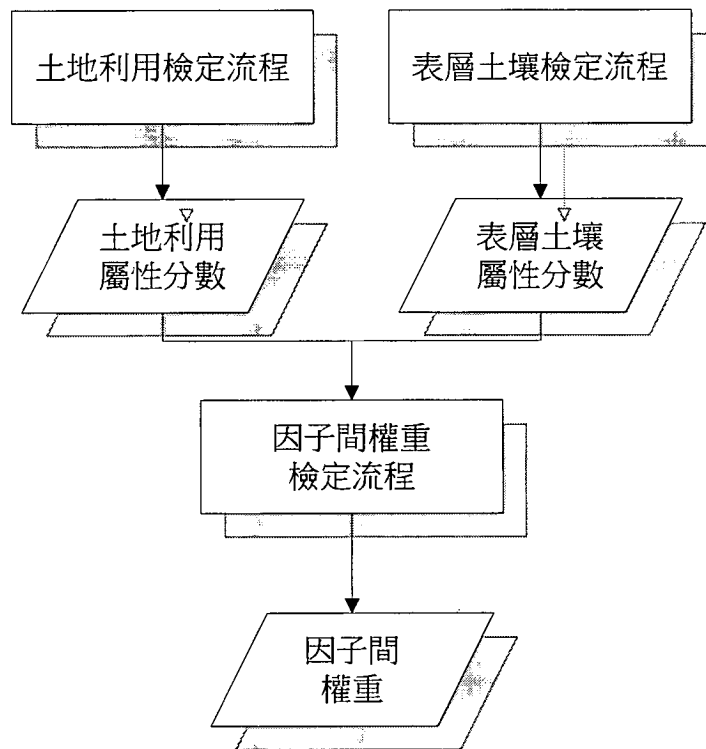 土地利用檢定流程
表層土壤檢定流程
土地利用
屬性分數
表層土壤
屬性分數
因子間權重
檢定流程
因子間
權重